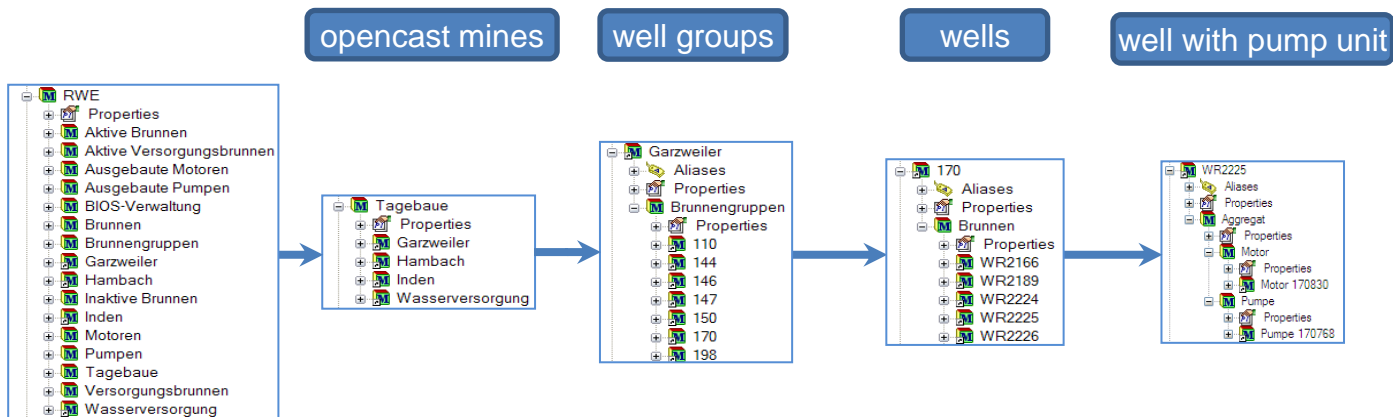 opencast mines
well groups
wells
well with pump unit
RWE
Properties
Aktive Brunnen
Aktive Versorgungsbrunnen
Ausgebaute Motoren
Ausgebaute Pumpen
BIOS-Verwaltung
Brunnen
Brunnengruppen
Garzweiler
Hambach
Inaktive Brunnen
Inden
Motoren
Pumpen
Tagebaue
Versorgungsbrunnen
Wasserversorgung
Tagebaue
Properties
Garzweiler
Hambach
Inden
Wasserversorgung
Garzweiler
Aliases
Properties
Brunnengruppen
Properties
110
144
146
147
150
170
198
170
Aliases
Properties
Brunnen
Properties
WR2166
WR2189
WR2224
WR2225
WR2226
WR2225
Aliases
Properties
Aggregat
Properties
Motor
Properties
Motor 170830
Pumpe
Properties
Pumpe 170768